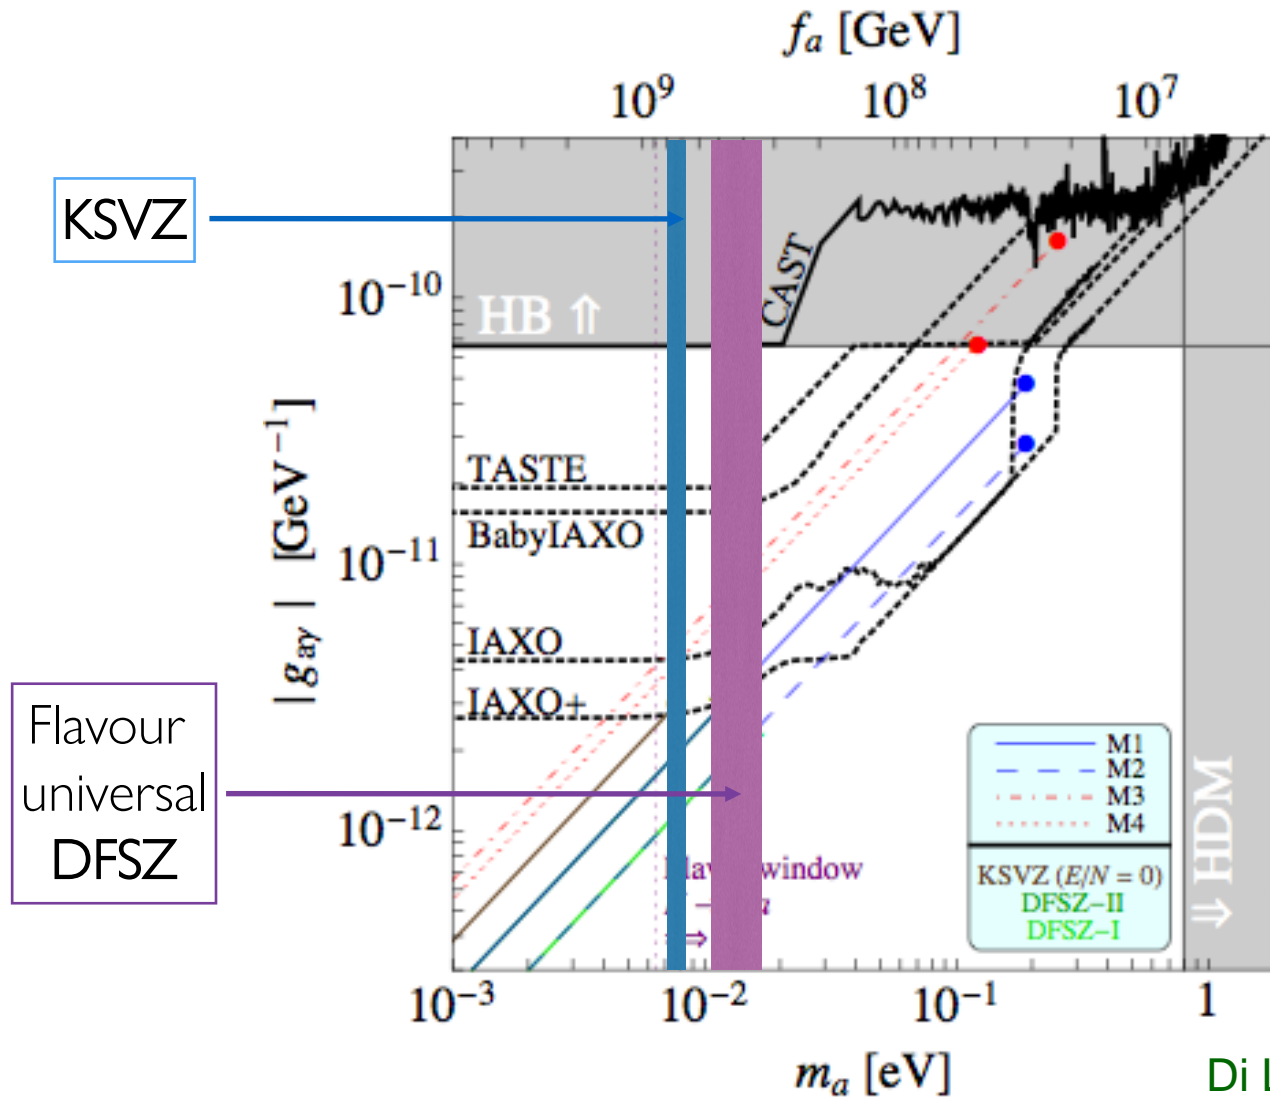 f_a [GeV]
10^9 10^8 10^7
KSVZ
10^{-10}
HB ⇑
CAST
|g_{aγ}| [GeV^{-1}]
TASTE
BabyIAXO
10^{-11}
IAXO
IAXO+
Flavour
universal
DFSZ
10^{-12}
window
a
⇒
M1
M2
M3
M4
KSVZ (E/N = 0)
DFSZ-II
DFSZ-I
⇓ HDM
10^{-3} 10^{-2} 10^{-1} 1
m_a [eV]
Di L